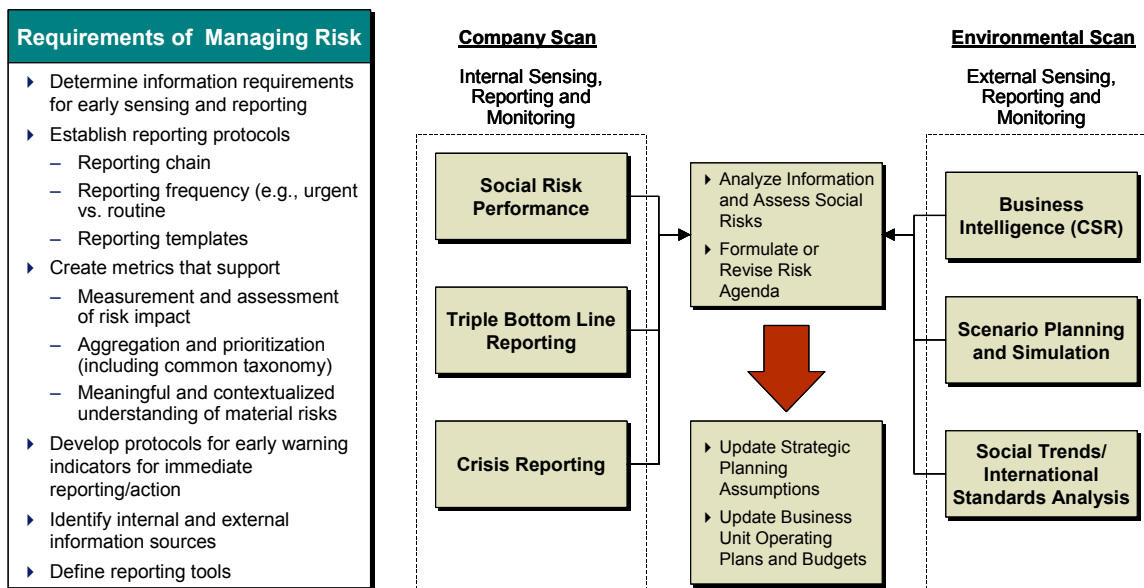 Requirements of Managing Risk
Determine information requirements
for early sensing and reporting
Establish reporting protocols
– Reporting chain
– Reporting frequency (e.g., urgent
vs. routine
– Reporting templates
Create metrics that support
– Measurement and assessment
of risk impact
– Aggregation and prioritization
(including common taxonomy)
– Meaningful and contextualized
understanding of material risks
Develop protocols for early warning
indicators for immediate
reporting/action
Identify internal and external
information sources
Define reporting tools
Company Scan
Internal Sensing,
Reporting and
Monitoring
Social Risk
Performance
Triple Bottom Line
Reporting
Crisis Reporting
Analyze Information
and Assess Social
Risks
Formulate or
Revise Risk
Agenda
Update Strategic
Planning
Assumptions
Update Business
Unit Operating
Plans and Budgets
Environmental Scan
External Sensing,
Reporting and
Monitoring
Business
Intelligence (CSR)
Scenario Planning
and Simulation
Social Trends/
International
Standards Analysis